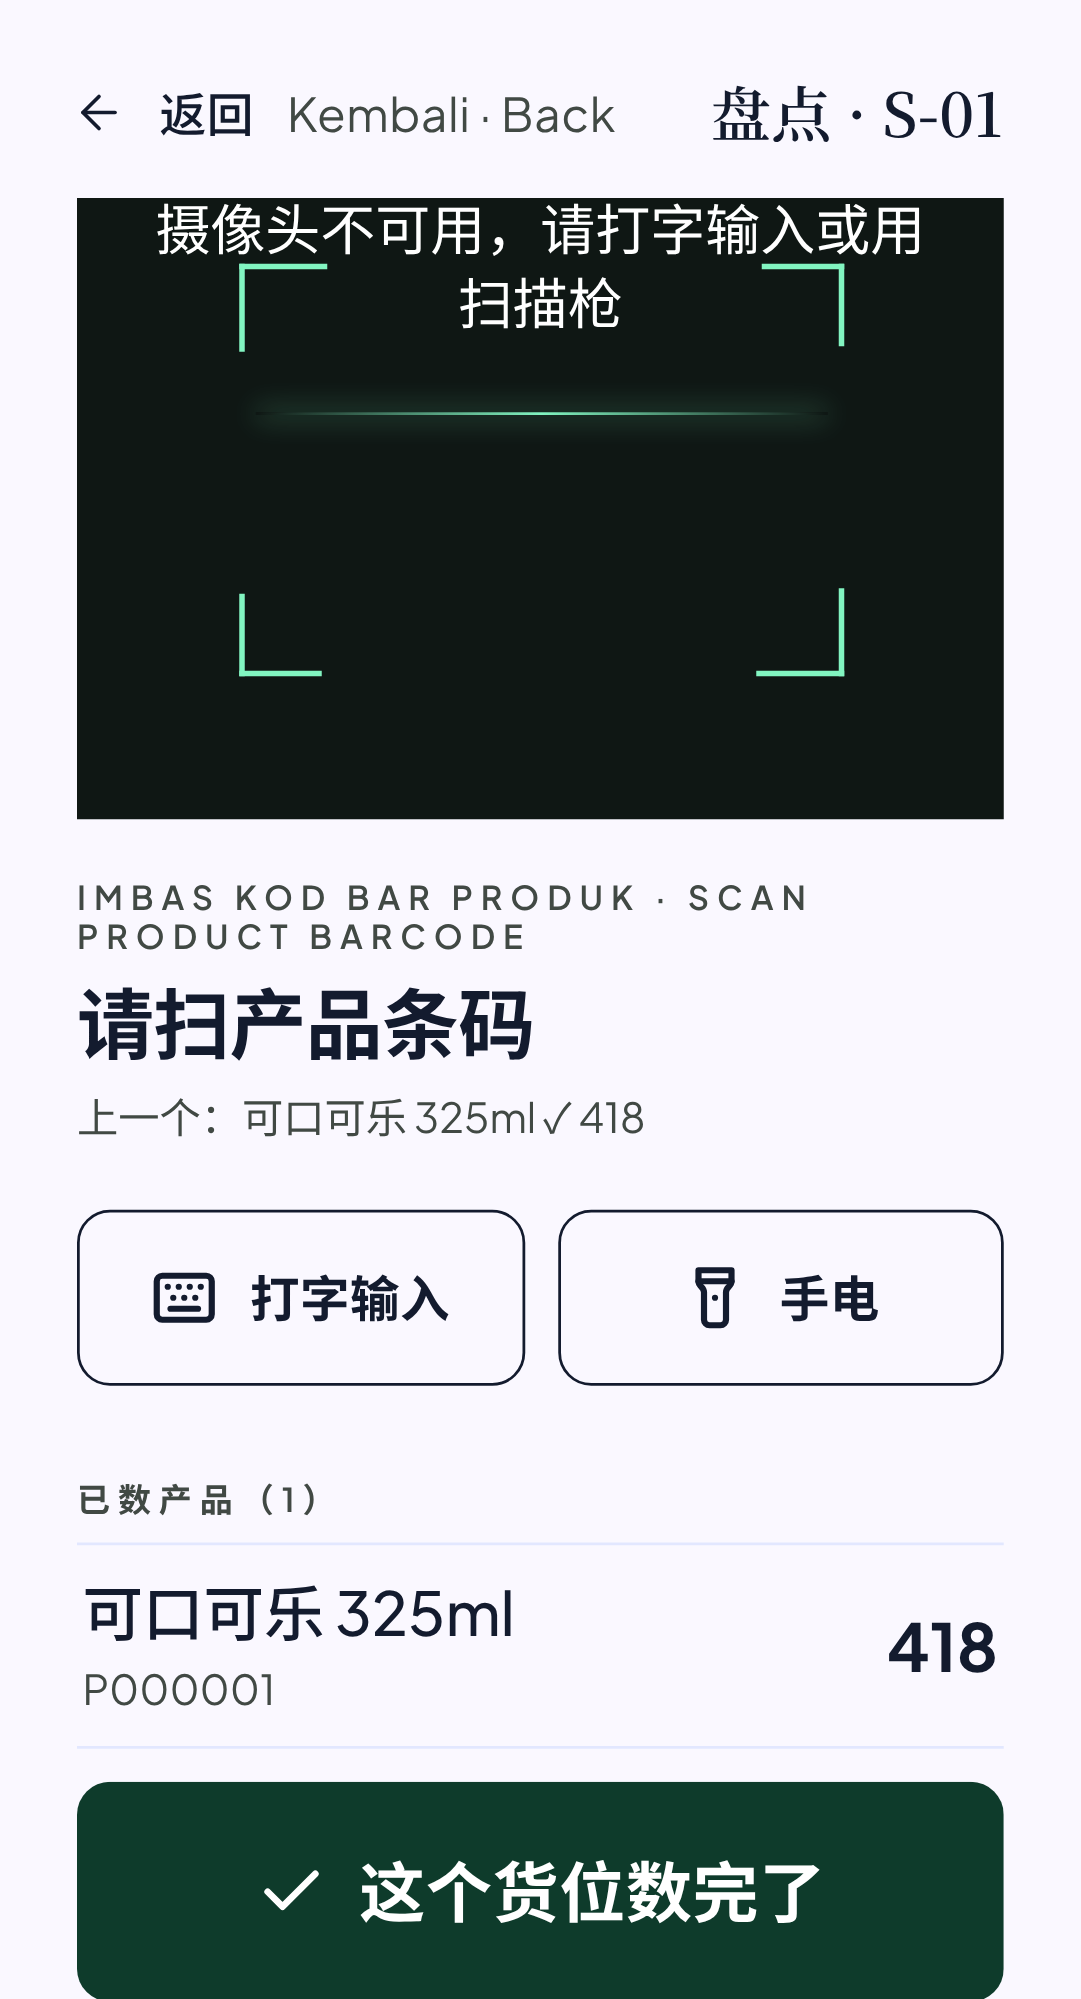 返回 Kembali · Back
盘点 · S-01
摄像头不可用，请打字输入或用
扫描枪
IMBAS KOD BAR PRODUK · SCAN
PRODUCT BARCODE
请扫产品条码
上一个：可口可乐 325ml ✓ 418
打字输入
手电
已数产品（1）
可口可乐 325ml
418
P000001
这个货位数完了